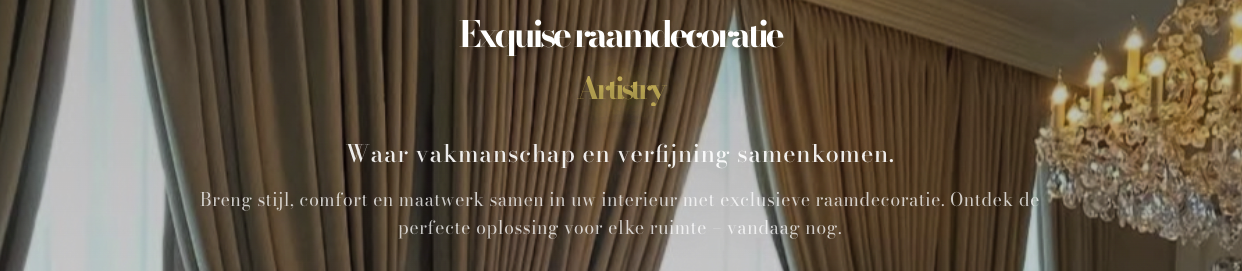 Exquise raamdecoratie
Artistry
Waar vakmanschap en verfijning samenkomen.
Breng stijl, comfort en maatwerk samen in uw interieur met exclusieve raamdecoratie. Ontdek de
perfecte oplossing voor elke ruimte – vandaag nog.